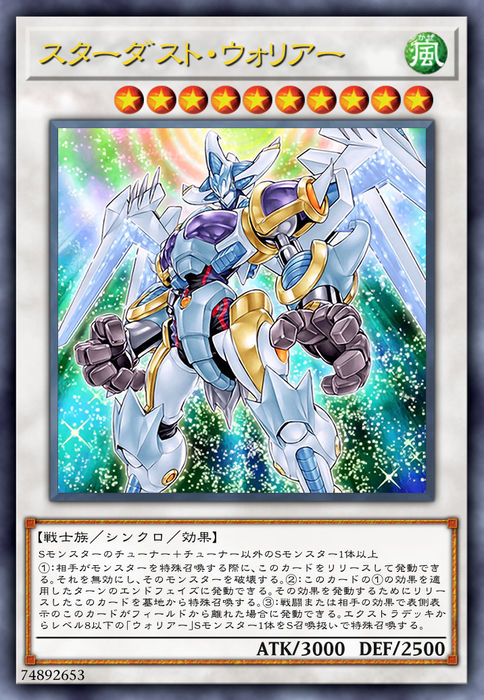 スターダスト・ウォリアー
風
【戦士族／シンクロ／効果】
Sモンスターのチューナー＋チューナー以外のSモンスター1体以上
①:相手がモンスターを特殊召喚する際に、このカードをリリースして発動でき
る。それを無効にし、そのモンスターを破壊する。②:このカードの①の効果を適
用したターンのエンドフェイズに発動できる。その効果を発動するためにリリー
スしたこのカードを墓地から特殊召喚する。③:戦闘または相手の効果で表側表
示のこのカードがフィールドから離れた場合に発動できる。エクストラデッキか
らレベル8以下の「ウォリアー」Sモンスター1体をS召喚扱いで特殊召喚する。
ATK/3000 DEF/2500
74892653